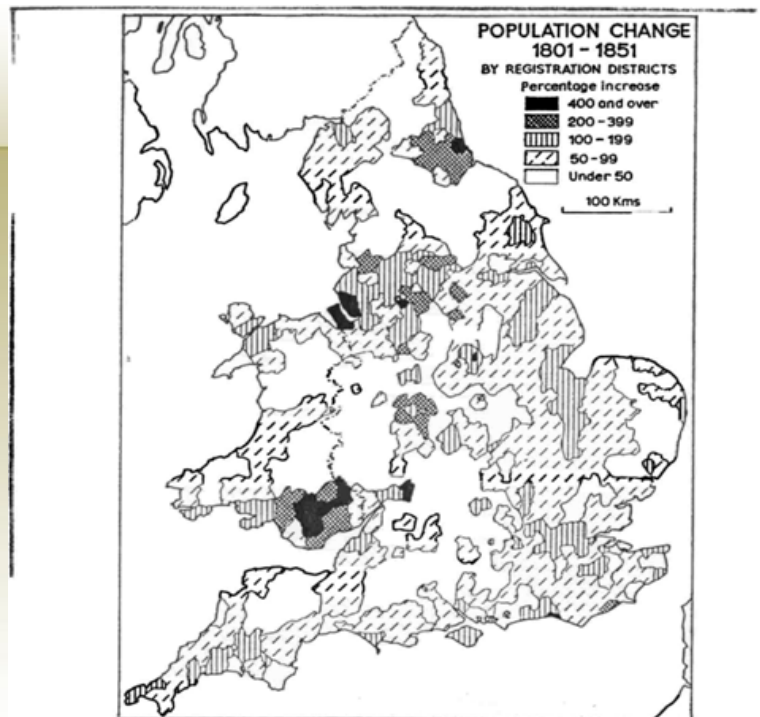 POPULATION CHANGE
1801 – 1851
BY REGISTRATION DISTRICTS
Percentage increase
400 and over
200 – 399
100 – 199
50 – 99
Under 50
100 Kms